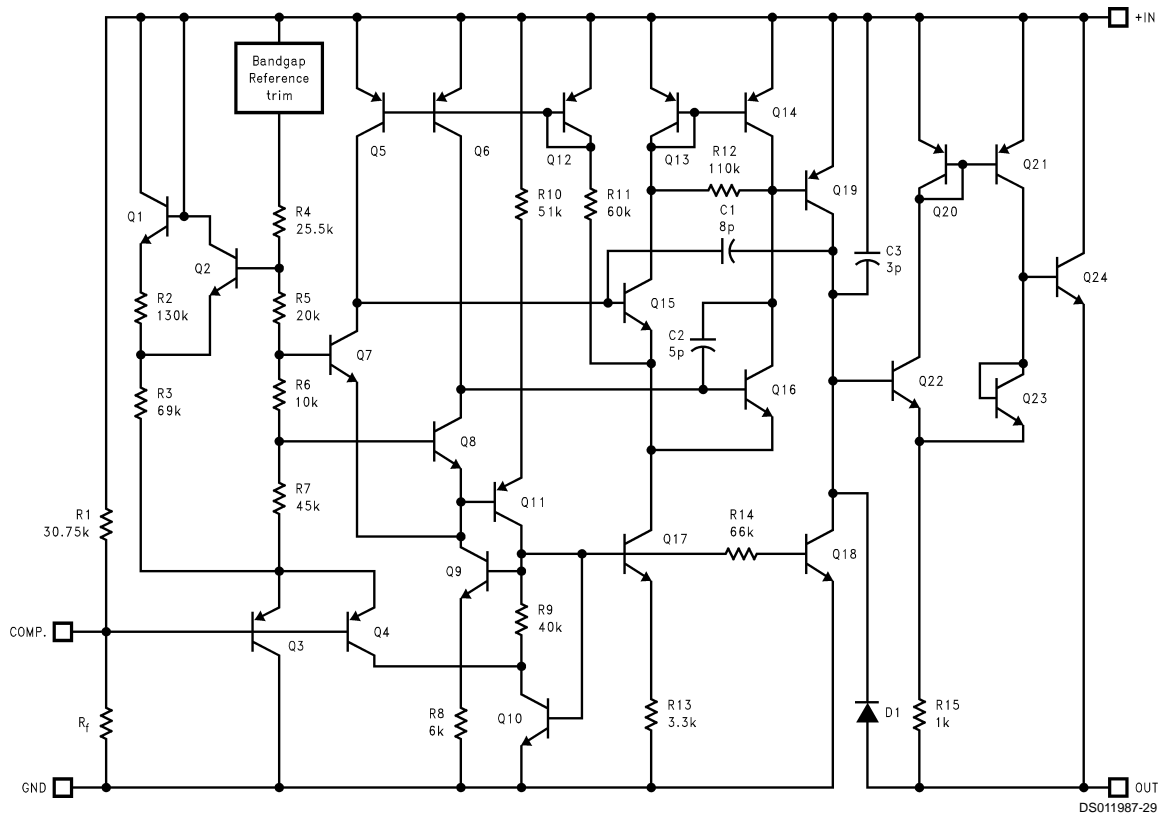 +IN
Bandgap
Reference
trim
Q5
Q6
Q12
Q13
Q14
R12
110k
Q19
Q20
Q21
Q1
Q2
R4
25.5k
R10
51k
R11
60k
C1
8p
C3
3p
Q24
R2
130k
R5
20k
Q15
Q7
C2
5p
R3
69k
R6
10k
Q16
Q22
Q23
Q8
R7
45k
Q11
R1
30.75k
R14
66k
Q17
Q18
Q9
R9
40k
COMP.
Q3
Q4
Rf
R8
6k
Q10
R13
3.3k
D1
R15
1k
GND
OUT
DS011987-29